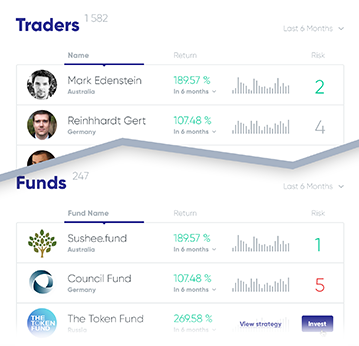 Traders 1 582
Last 6 Months
Name Return Risk
Mark Edenstein 189.57 % 2
Australia In 6 months
Reinhhardt Gert 107.48 % 4
Germany In 6 months
Funds 247
Last 6 Months
Fund Name Return Risk
Sushee.fund 189.57 % 1
Australia In 6 months
Council Fund 107.48 % 5
Germany In 6 months
THE TOKEN FUND
The Token Fund 269.58 % View strategy Invest
Russia In 6 months